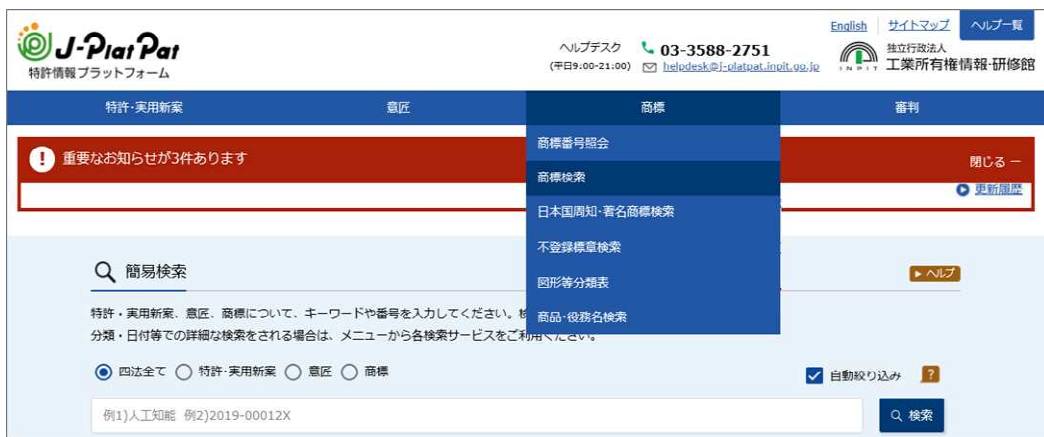 J-PlatPat
特許情報プラットフォーム
English
サイトマップ
ヘルプ一覧
ヘルプデスク 03-3588-2751
(平日9:00-21:00) helpdesk@j-platpat.inpit.go.jp
INPIT
独立行政法人
工業所有権情報・研修館
特許・実用新案
意匠
商標
審判
商標番号照会
商標検索
日本国周知・著名商標検索
不登録標章検索
図形等分類表
商品・役務名検索
! 重要なお知らせが3件あります
閉じる ー
更新履歴
簡易検索
ヘルプ
特許・実用新案、意匠、商標について、キーワードや番号を入力してください。
分類・日付等での詳細な検索をされる場合は、メニューから各検索サービスをご利用ください。
四法全て 特許・実用新案 意匠 商標
自動絞り込み ?
例1)人工知能 例2)2019-00012X
検索